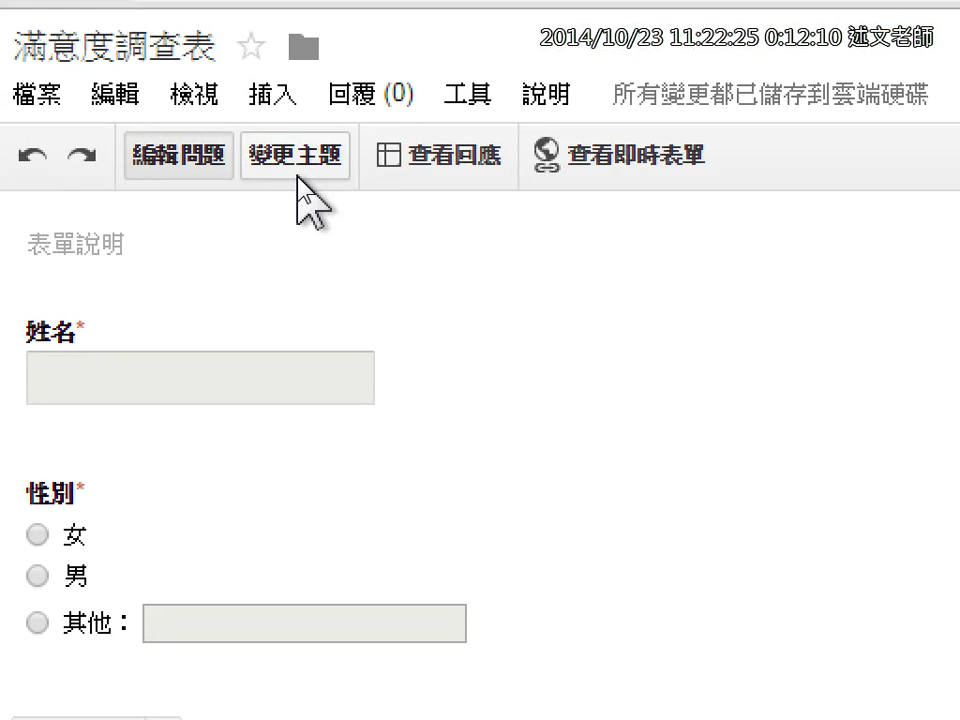 滿意度調查表
2014/10/23 11:22:25 0:12:10 述文老師
檔案 編輯 檢視 插入 回覆 (0) 工具 說明 所有變更都已儲存到雲端硬碟
編輯問題 變更主題 查看回應 查看即時表單
表單說明
姓名*
性別*
女
男
其他：